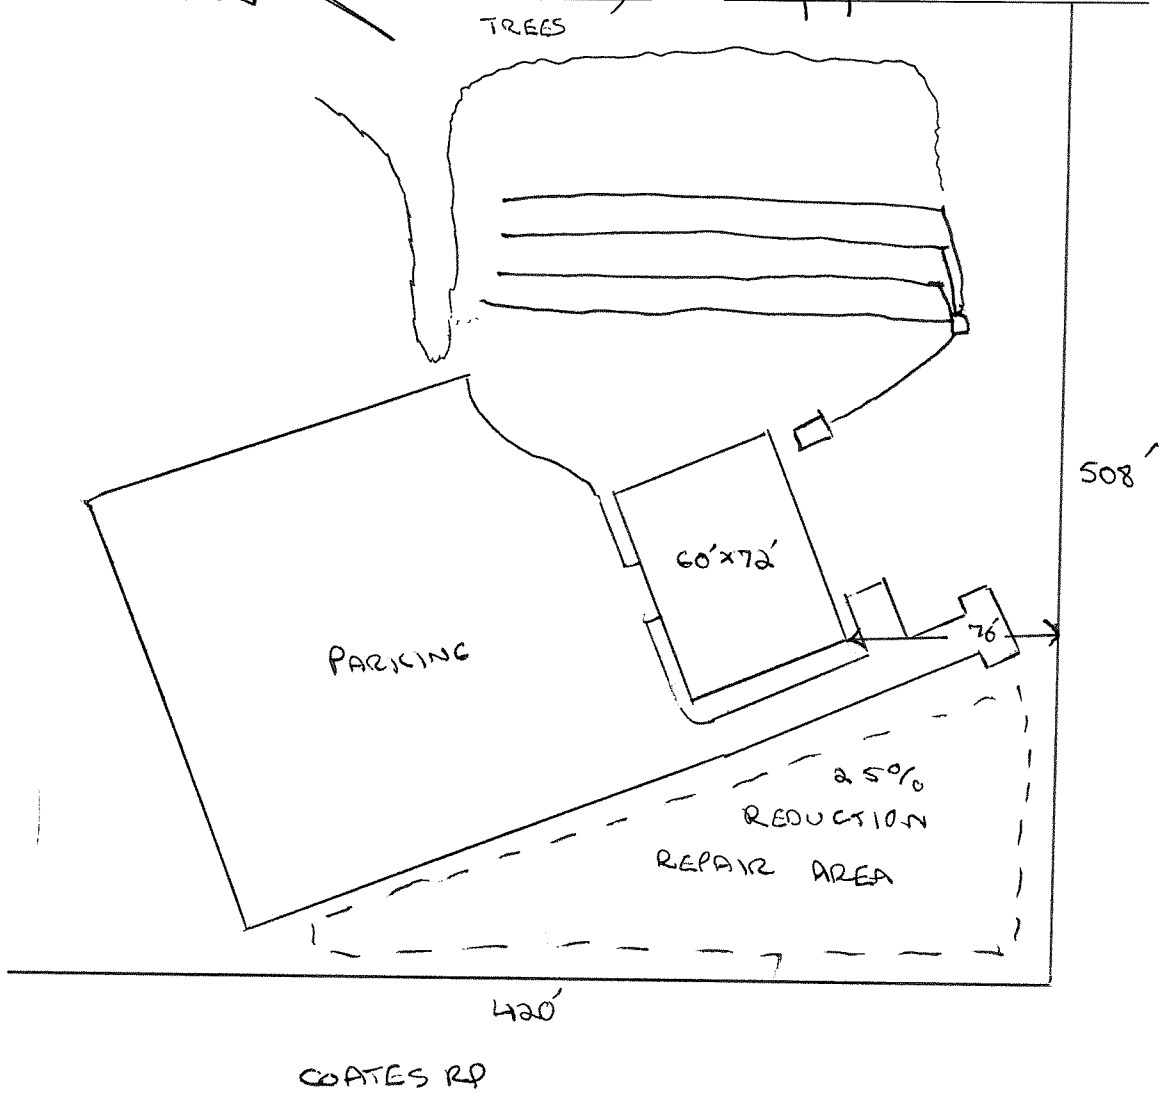 TREES
508'
60'x72'
76'
PARKING
25%
REDUCTION
REPAIR AREA
420'
COATES RD